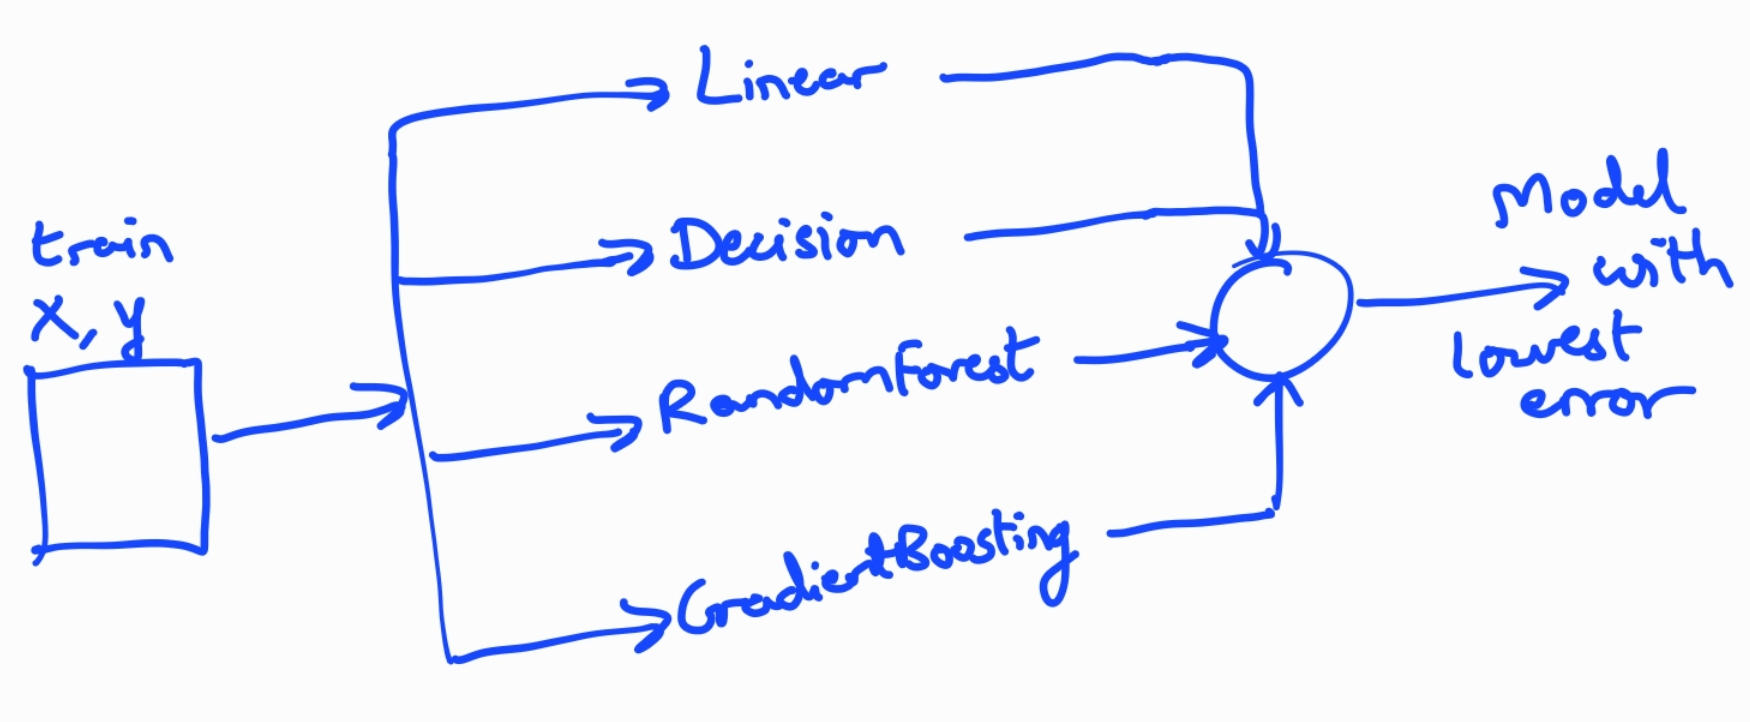 train
X, y
Linear
Decision
RandomForest
GradientBoosting
Model
with
lowest
error